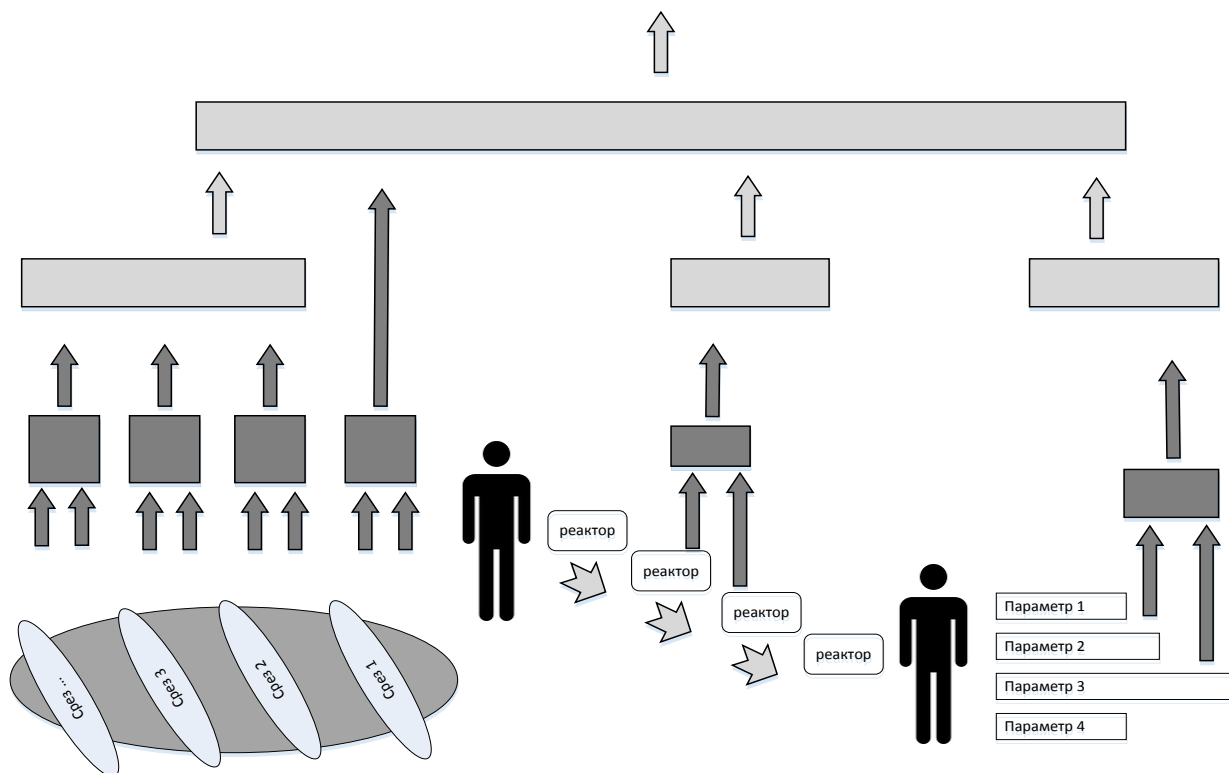 реактор
реактор
реактор
реактор
Параметр 1
Параметр 2
Параметр 3
Параметр 4
Срез ...
Срез 3
Срез 2
Срез 1